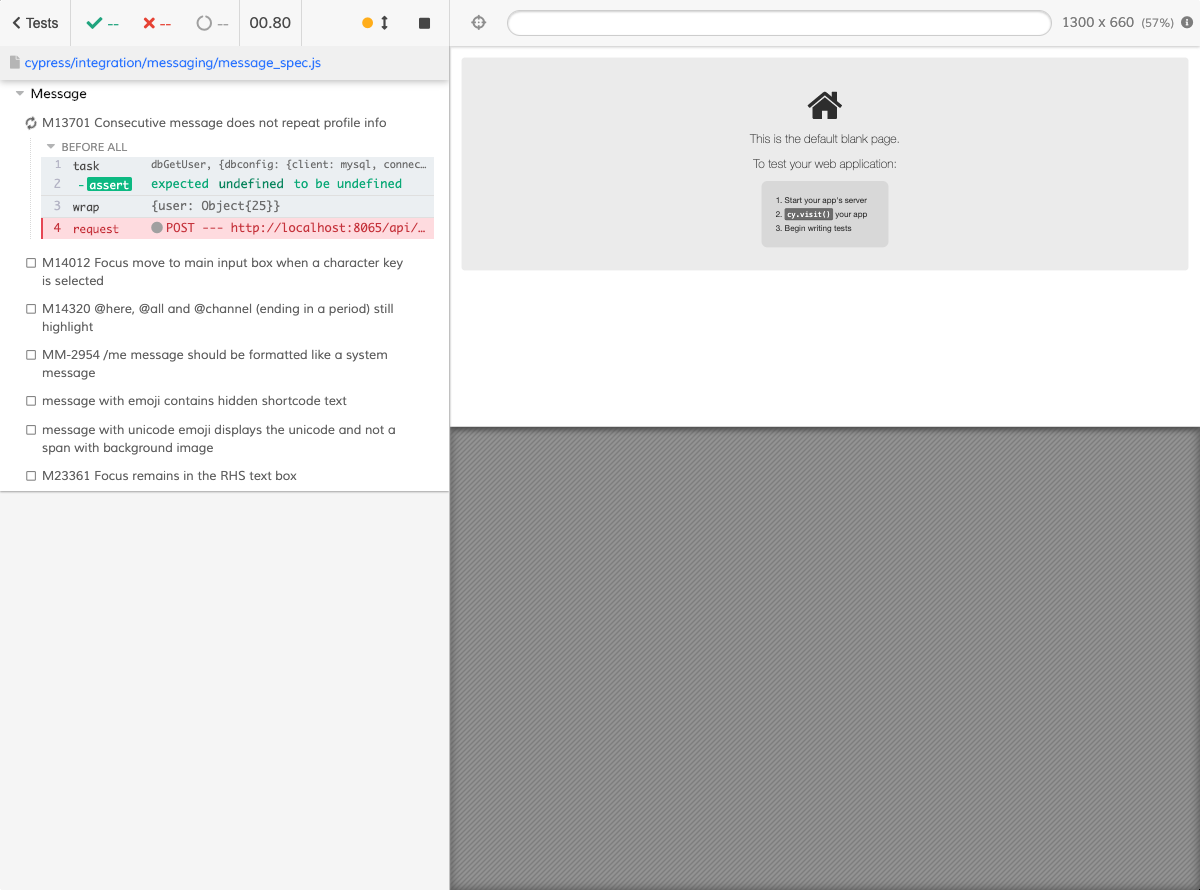 Tests
--
--
--
00.80
1300 x 660 (57%)
cypress/integration/messaging/message_spec.js
Message
M13701 Consecutive message does not repeat profile info
BEFORE ALL
1 task dbGetUser, {dbconfig: {client: mysql, connec…
2 - assert expected undefined to be undefined
3 wrap {user: Object{25}}
4 request POST --- http://localhost:8065/api/…
M14012 Focus move to main input box when a character key
is selected
M14320 @here, @all and @channel (ending in a period) still
highlight
MM-2954 /me message should be formatted like a system
message
message with emoji contains hidden shortcode text
message with unicode emoji displays the unicode and not a
span with background image
M23361 Focus remains in the RHS text box
This is the default blank page.
To test your web application:
1. Start your app's server
2. cy.visit() your app
3. Begin writing tests